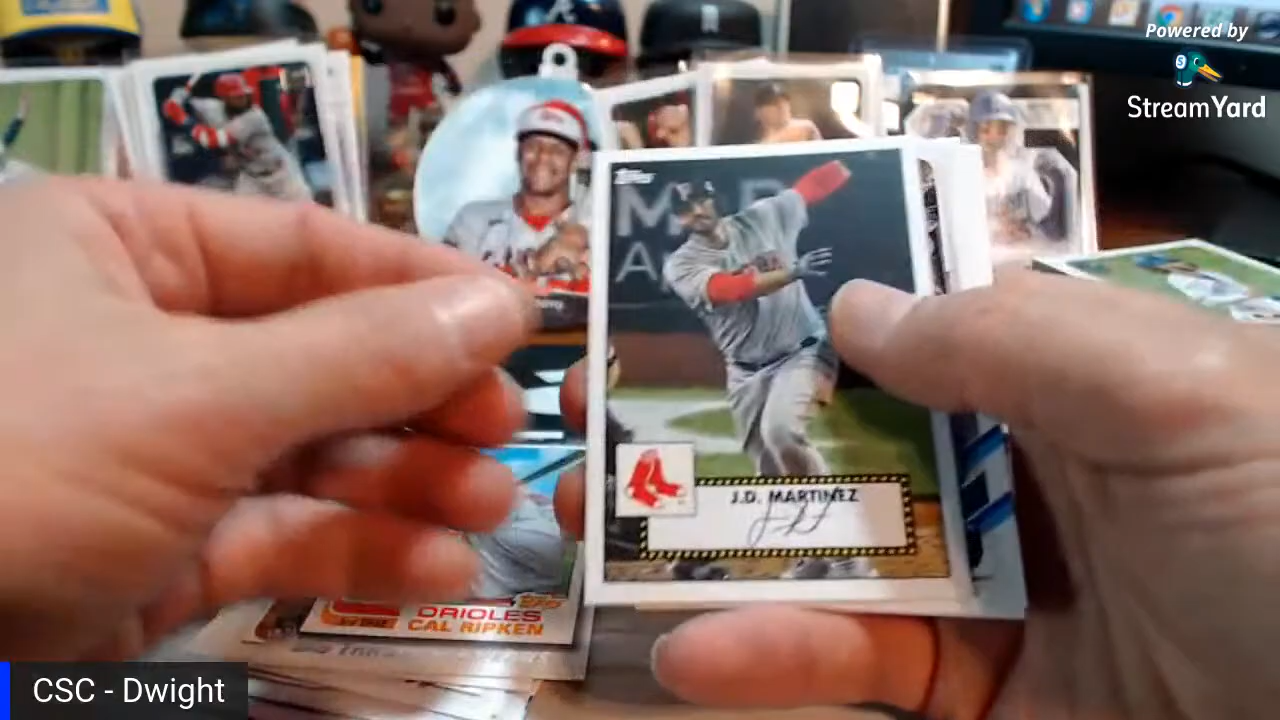 Powered by
StreamYard
Topps
J.D. MARTINEZ
ORIOLES
CAL RIPKEN
CSC - Dwight